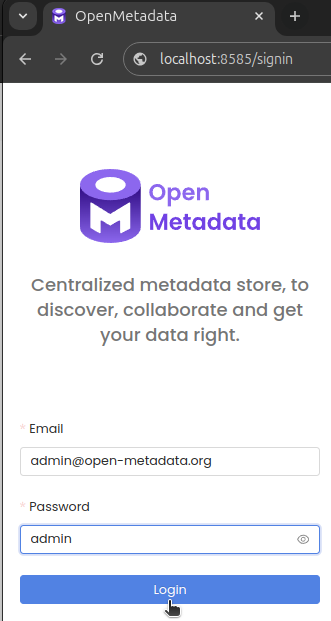 OpenMetadata
localhost:8585/signin
Open
Metadata
Centralized metadata store, to
discover, collaborate and get
your data right.
* Email
admin@open-metadata.org
* Password
admin
Login